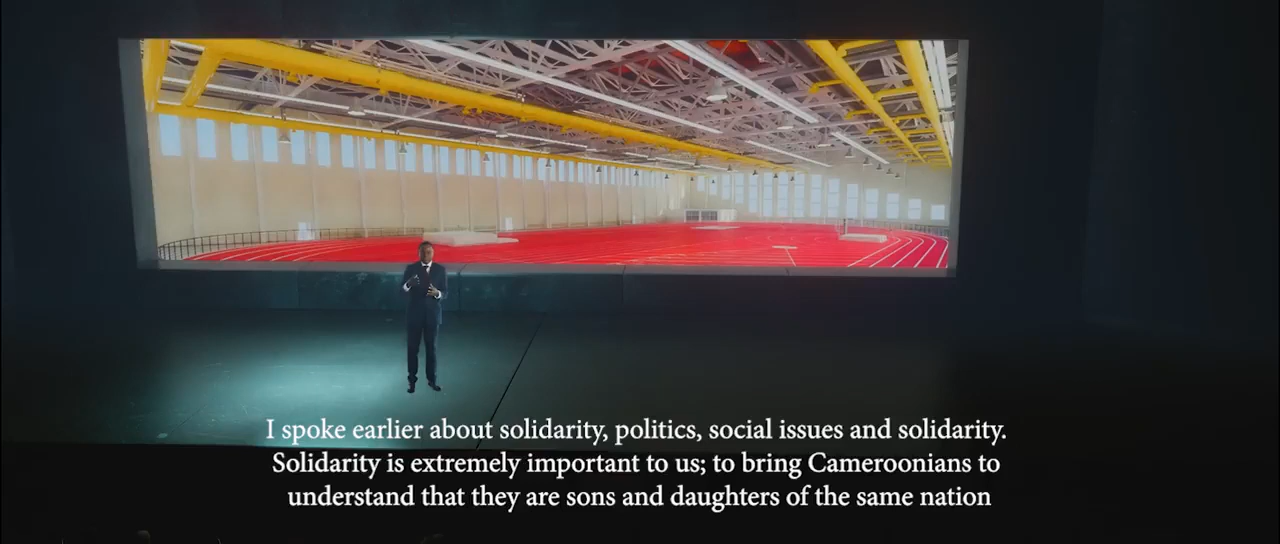 I spoke earlier about solidarity, politics, social issues and solidarity.
Solidarity is extremely important to us; to bring Cameroonians to
understand that they are sons and daughters of the same nation